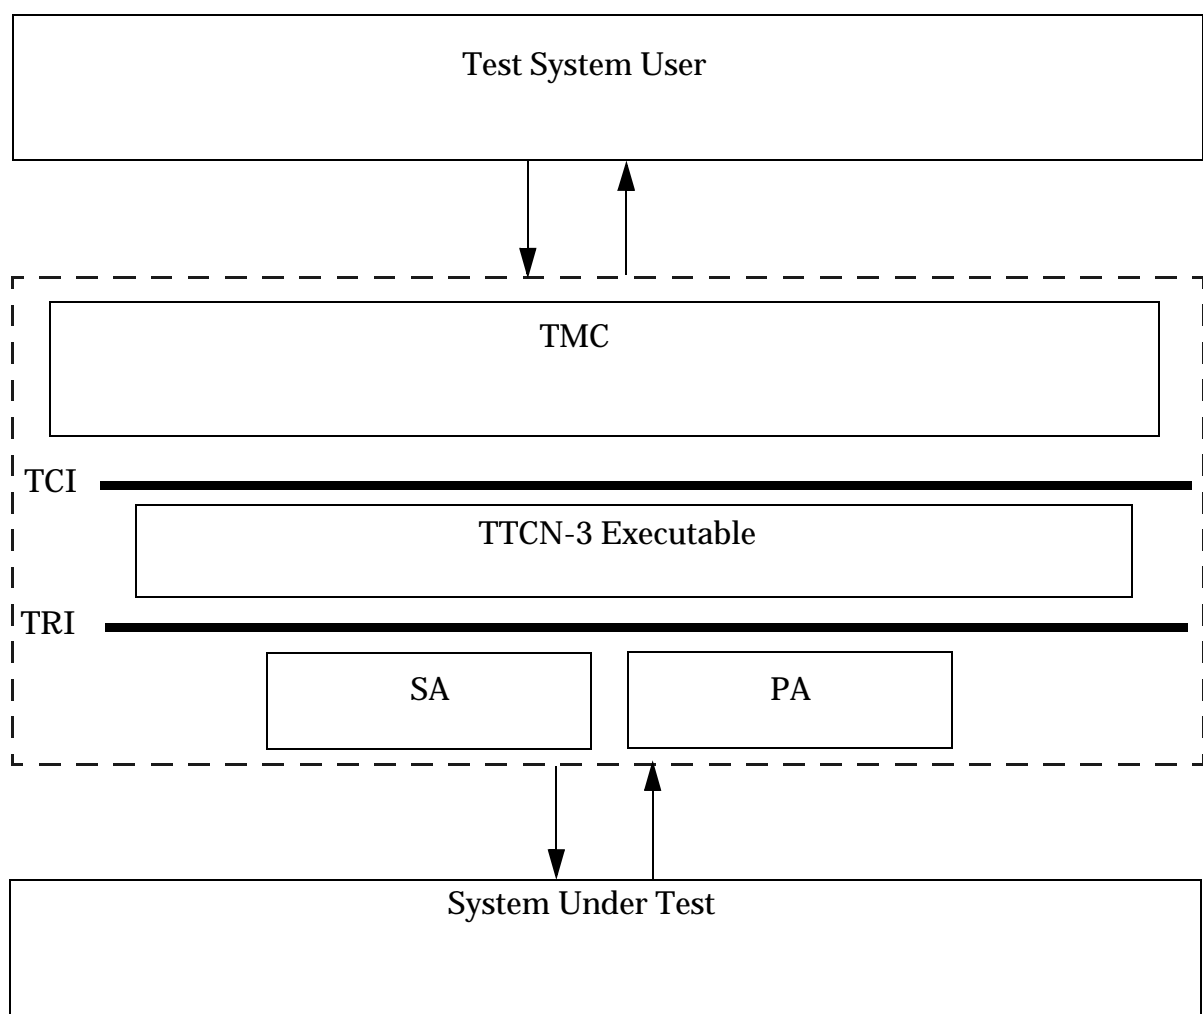 Test System User
TMC
TCI
TTCN-3 Executable
TRI
SA
PA
System Under Test